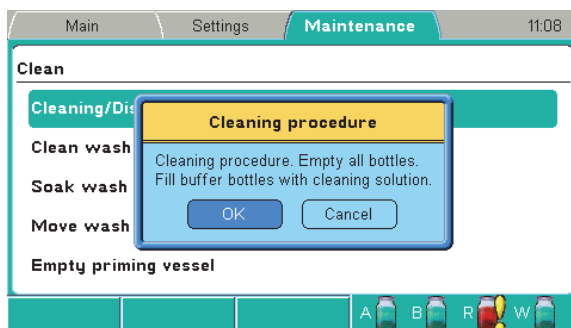 Main Settings Maintenance 11:08
Clean
Cleaning/Dis
Cleaning procedure
Clean wash
Cleaning procedure. Empty all bottles.
Fill buffer bottles with cleaning solution.
Soak wash
OK Cancel
Move wash
Empty priming vessel
A B R W